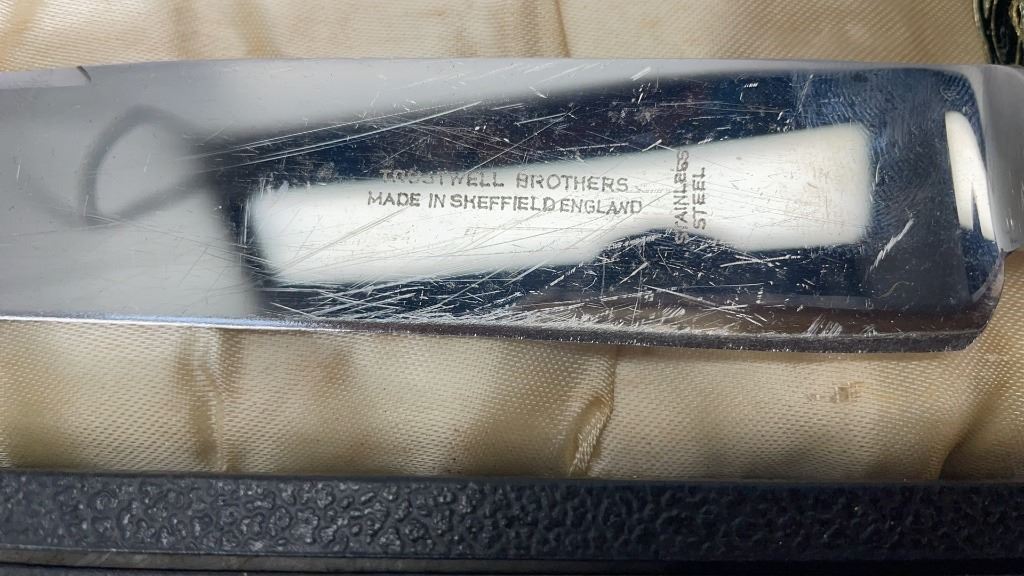 BROTHERS
MADE IN SHEFFIELD ENGLAND
STAINLESS
STEEL